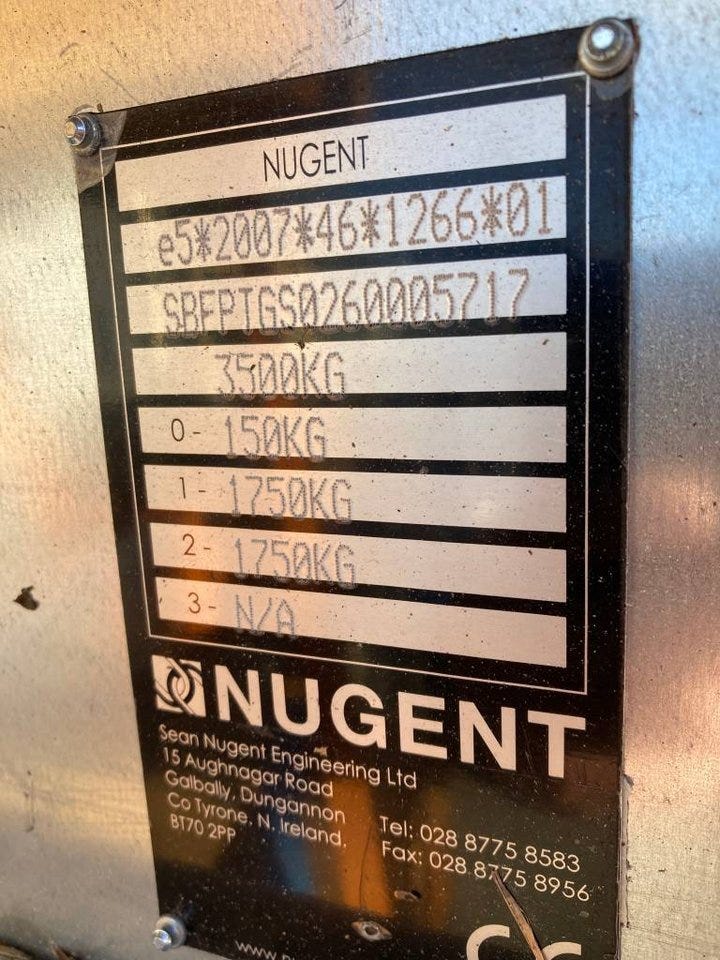 NUGENT
e5*2007*46*1266*01
SBFPTGS0260005717
3500KG
0- 150KG
1- 1750KG
2- 1750KG
3- N/A
NUGENT
Sean Nugent Engineering Ltd
15 Aughnagar Road
Galbally, Dungannon
Co Tyrone. N. Ireland.
BT70 2PP
Tel: 028 8775 8583
Fax: 028 8775 8956
CE